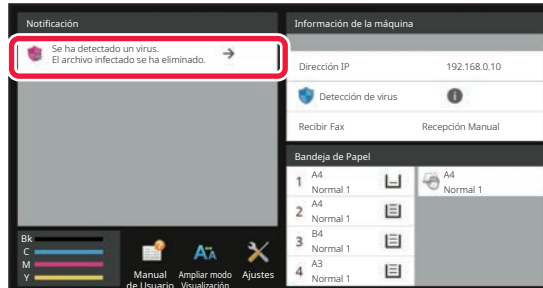 Notificación
Se ha detectado un virus.
El archivo infectado se ha eliminado.
Información de la máquina
Dirección IP 192.168.0.10
Detección de virus
Recibir Fax Recepción Manual
Bandeja de Papel
1 A4
Normal 1
A4
Normal 1
2 A4
Normal 1
3 B4
Normal 1
4 A3
Normal 1
Bk
C
M
Y
Manual
de Usuario
Ampliar modo
Visualización
Ajustes